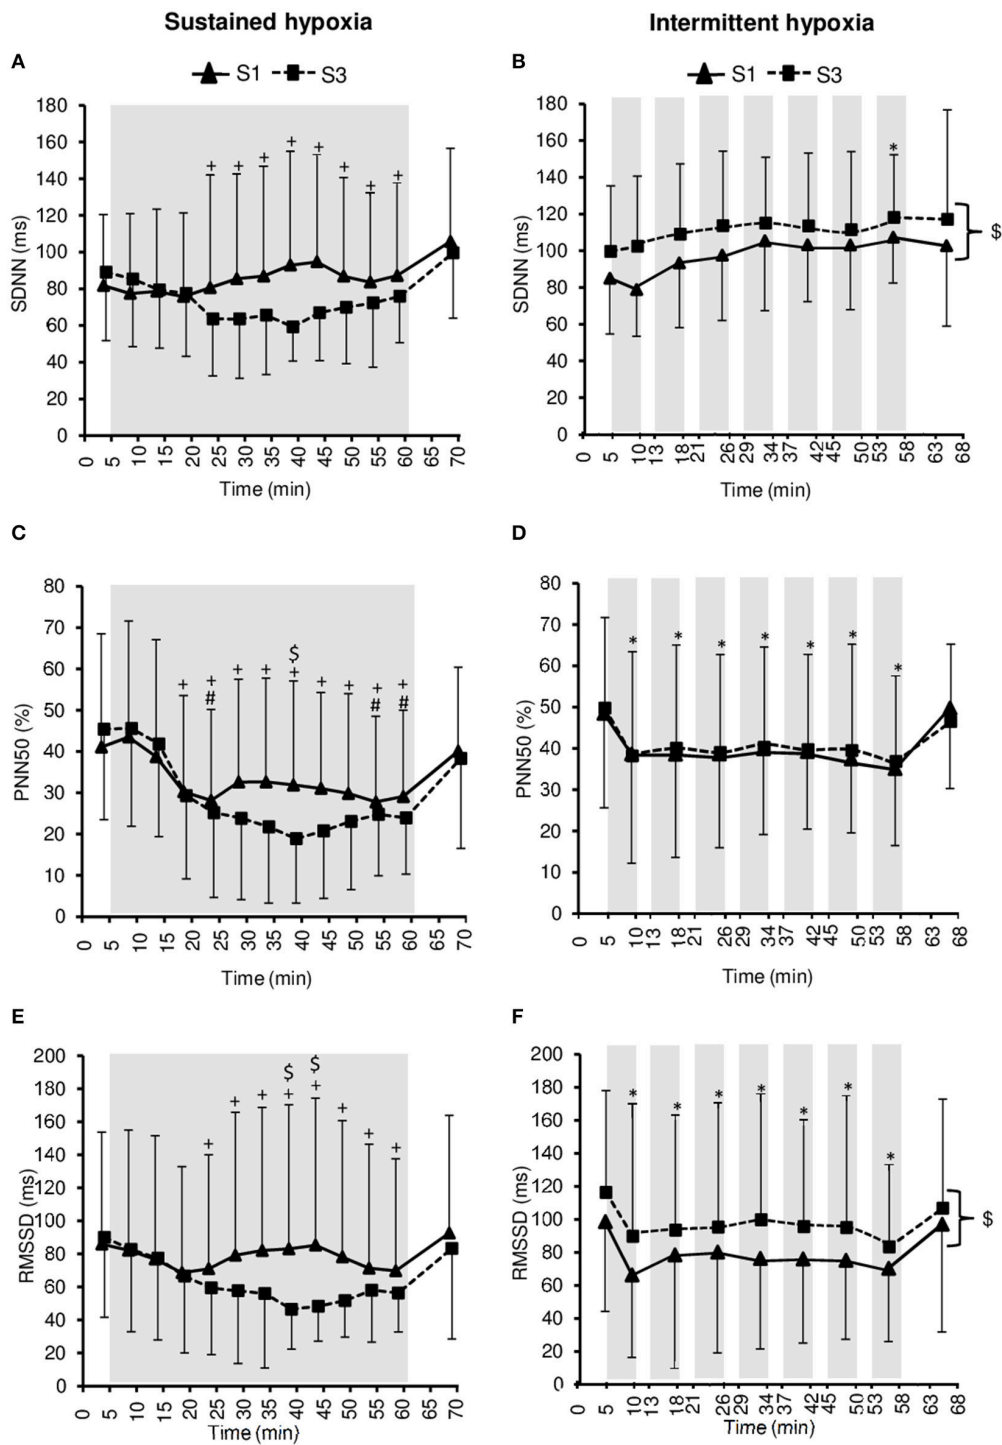 Sustained hypoxia Intermittent hypoxia
A B
S1 S3 S1 S3
180
160
140
120
100
80
60
40
20
0
SDNN (ms)
+ + + + + + + +
0 5 10 15 20 25 30 35 40 45 50 55 60 65 70
Time (min)
180
160
140
120
100
80
60
40
20
0
SDNN (ms)
*
$
0 5 10 13 18 21 26 29 34 37 42 45 50 53 58 63 68
Time (min)
C D
80
70
60
50
40
30
20
10
0
PNN50 (%)
$
+ + + + + + + + +
# # #
0 5 10 15 20 25 30 35 40 45 50 55 60 65 70
Time (min)
80
70
60
50
40
30
20
10
0
PNN50 (%)
* * * * * * *
0 5 10 13 18 21 26 29 34 37 42 45 50 53 58 63 68
Time (min)
E F
200
180
160
140
120
100
80
60
40
20
0
RMSSD (ms)
$ $
+ + + + + + + +
0 5 10 15 20 25 30 35 40 45 50 55 60 65 70
Time (min)
200
180
160
140
120
100
80
60
40
20
0
RMSSD (ms)
* * * * * * *
$
0 5 10 13 18 21 26 29 34 37 42 45 50 53 58 63 68
Time (min)